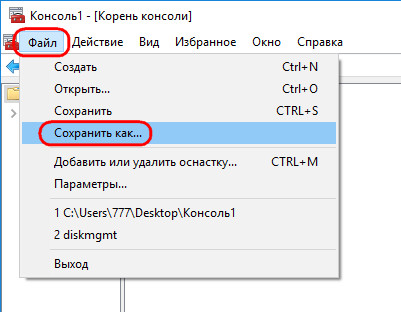 Консоль1 - [Корень консоли]
Файл Действие Вид Избранное Окно Справка
Создать Ctrl+N
Открыть... Ctrl+O
Сохранить CTRL+S
Сохранить как...
Добавить или удалить оснастку... CTRL+M
Параметры...
1 C:\Users\777\Desktop\Консоль1
2 diskmgmt
Выход